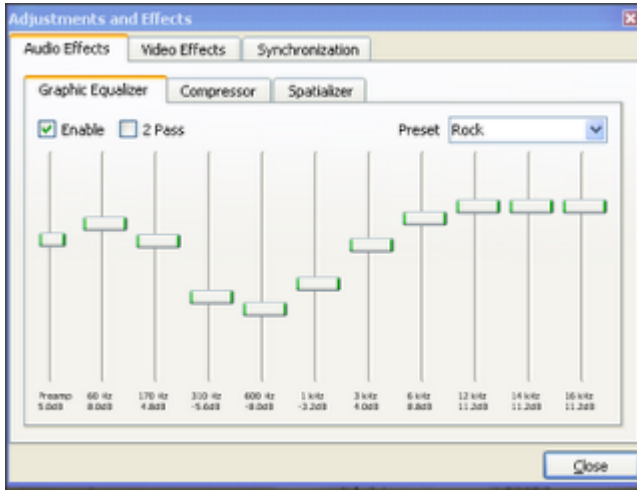 Adjustments and Effects
Audio Effects Video Effects Synchronization
Graphic Equalizer Compressor Spatializer
Enable 2 Pass Preset Rock
Preamp 60 Hz 170 Hz 310 Hz 600 Hz 1 kHz 3 kHz 6 kHz 12 kHz 14 kHz 16 kHz
5.0dB 8.0dB 4.8dB -5.6dB -8.0dB -3.2dB 4.0dB 8.8dB 11.2dB 11.2dB 11.2dB
Close